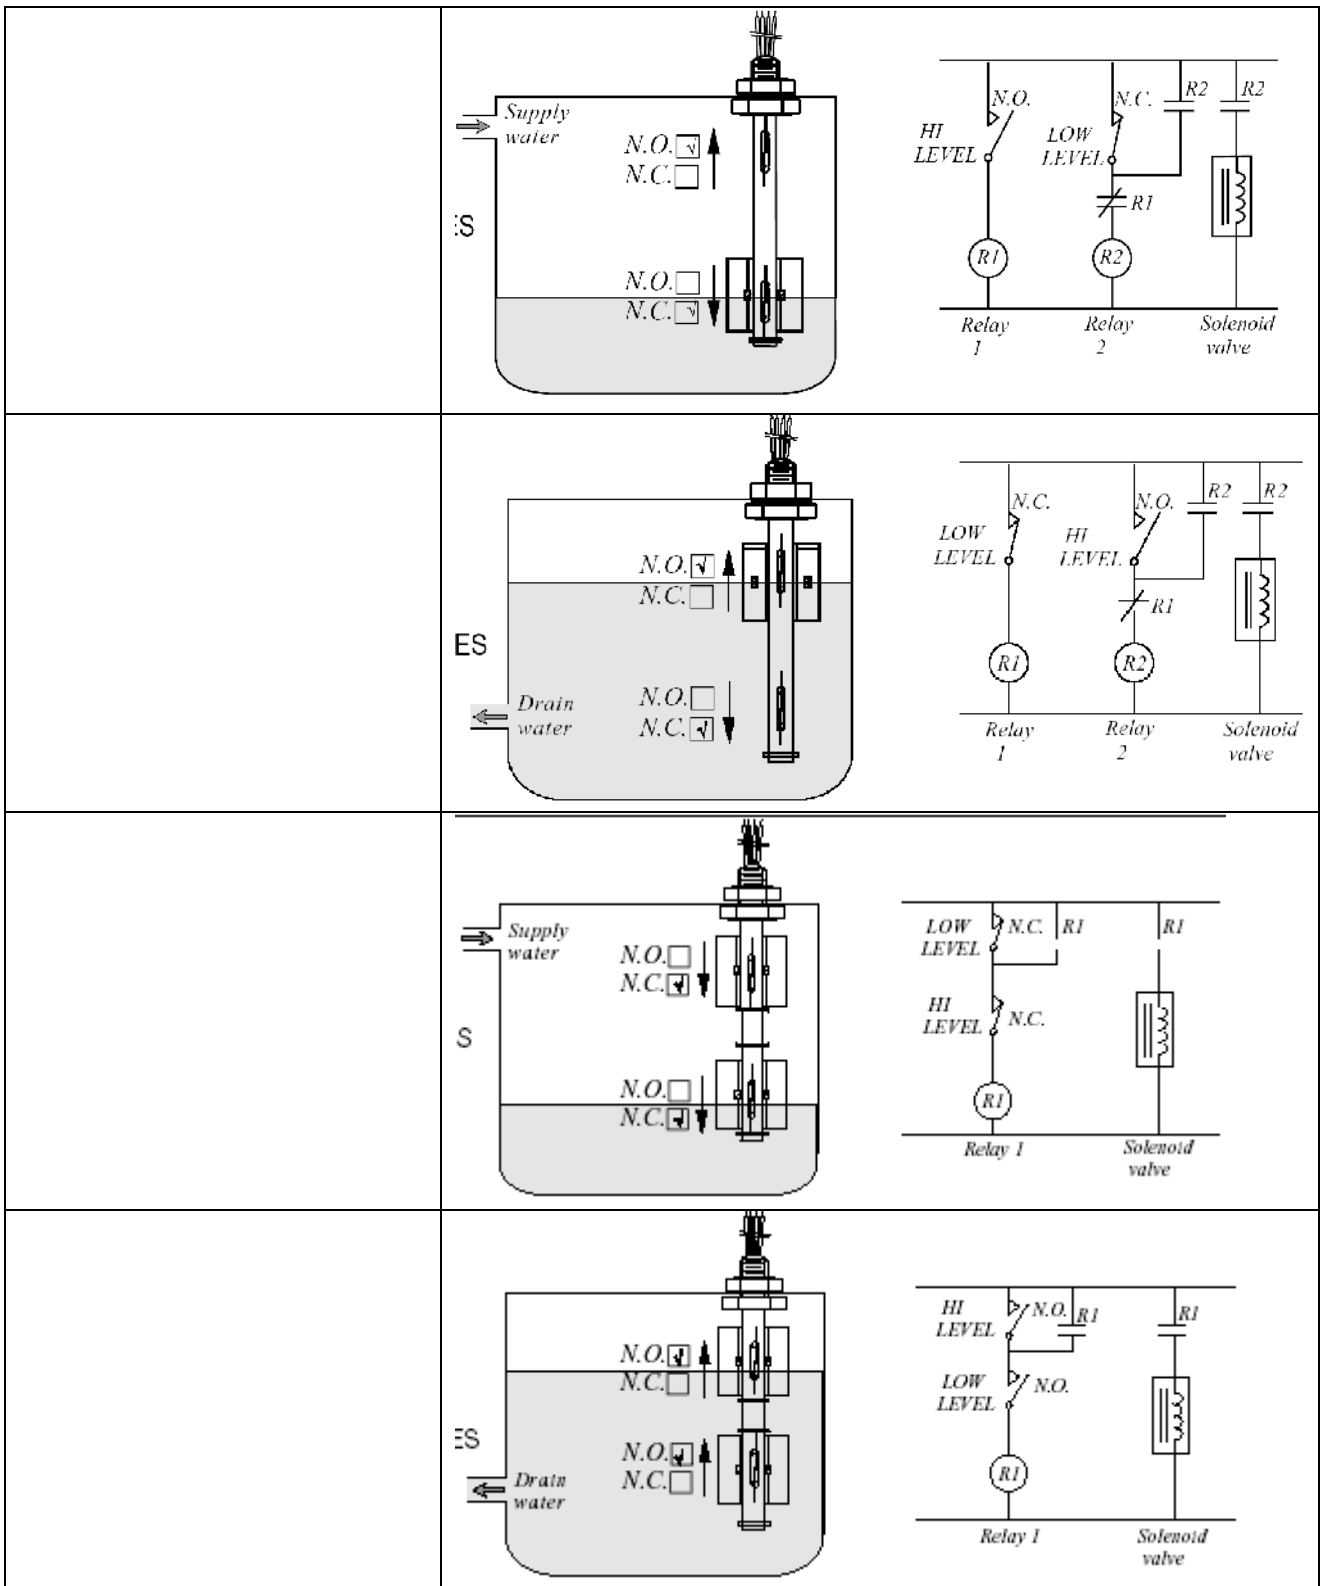 Supply
water
N.O.
N.C.
ES
N.O.
N.C.
N.O.
HI
LEVEL
N.C.
LOW
LEVEL
R2
R2
R1
R1
R2
Relay
1
Relay
2
Solenoid
valve
N.O.
N.C.
ES
N.O.
N.C.
Drain
water
N.C.
LOW
LEVEL
N.O.
HI
LEVEL
R2
R2
R1
R1
R2
Relay
1
Relay
2
Solenoid
valve
Supply
water
N.O.
N.C.
S
N.O.
N.C.
LOW
LEVEL
N.C.
R1
R1
HI
LEVEL
N.C.
R1
Relay 1
Solenoid
valve
N.O.
N.C.
ES
N.O.
N.C.
Drain
water
HI
LEVEL
N.O.
R1
R1
LOW
LEVEL
N.O.
R1
Relay 1
Solenoid
valve